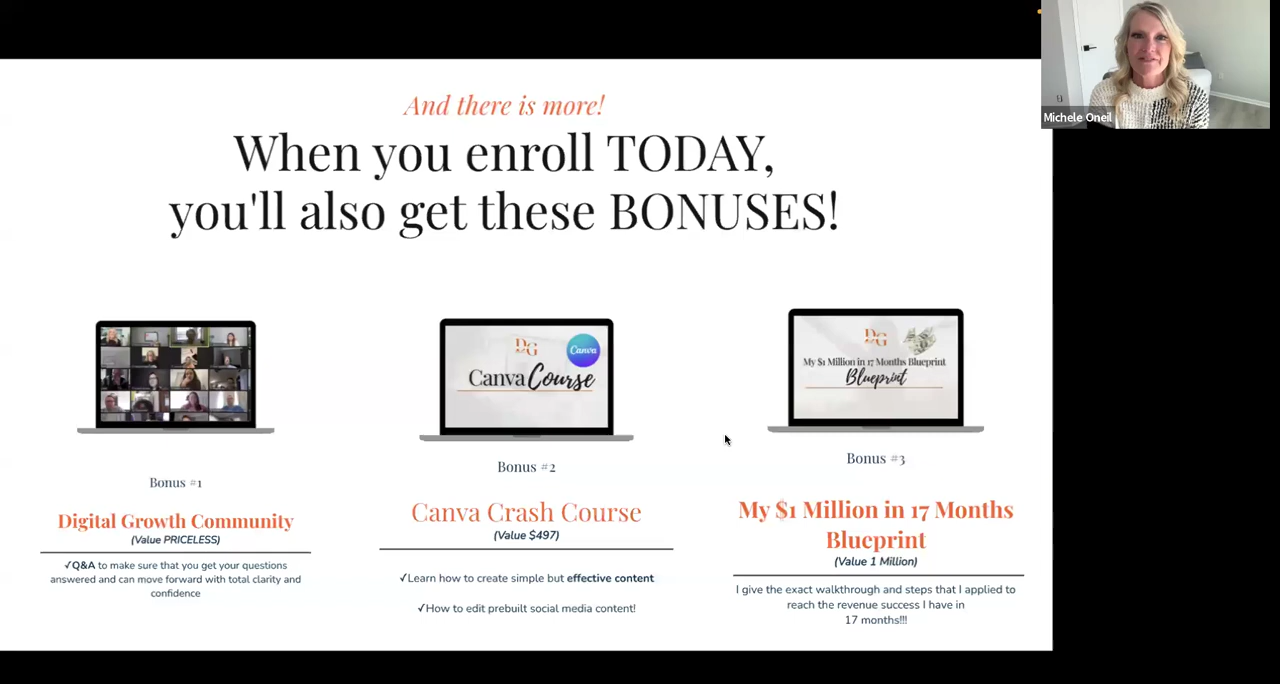 Michele Oneil
And there is more!
When you enroll TODAY,
you'll also get these BONUSES!
DG
Canva
Canva Course
DG
My $1 Million in 17 Months Blueprint
Blueprint
Bonus #1
Digital Growth Community
(Value PRICELESS)
✓Q&A to make sure that you get your questions
answered and can move forward with total clarity and
confidence
Bonus #2
Canva Crash Course
(Value $497)
✓Learn how to create simple but effective content
✓How to edit prebuilt social media content!
Bonus #3
My $1 Million in 17 Months
Blueprint
(Value 1 Million)
I give the exact walkthrough and steps that I applied to
reach the revenue success I have in
17 months!!!